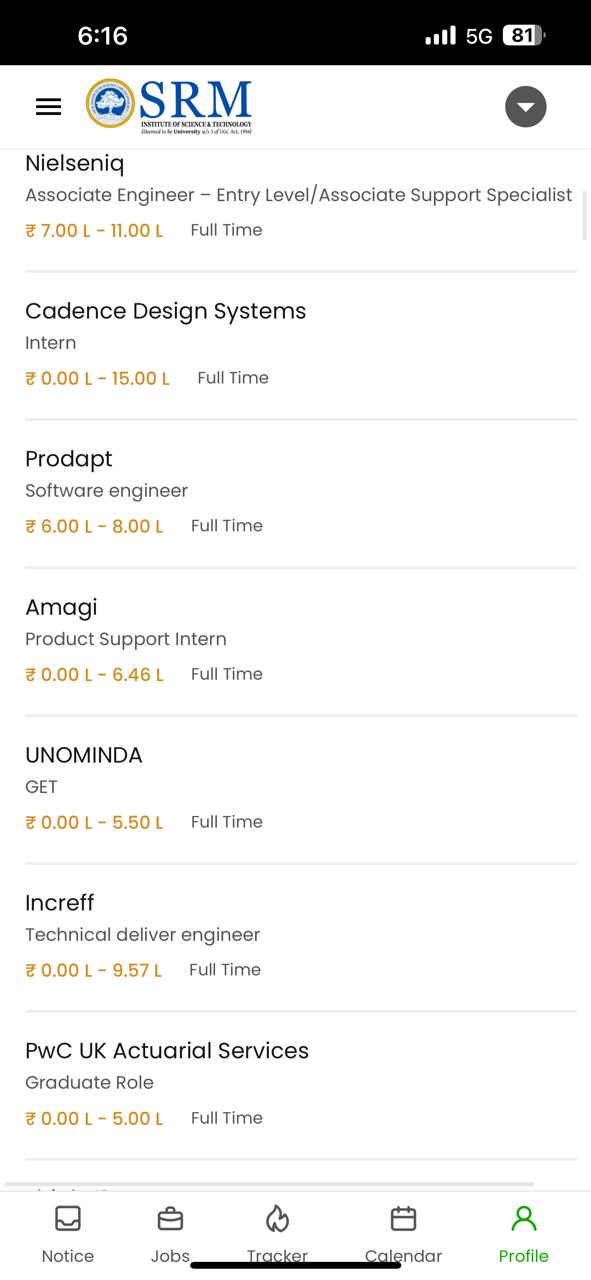 6:16
5G 81
SRM
INSTITUTE OF SCIENCE & TECHNOLOGY
(Deemed to be University u/s 3 of UGC Act, 1956)
Nielseniq
Associate Engineer – Entry Level/Associate Support Specialist
₹ 7.00 L - 11.00 L Full Time
Cadence Design Systems
Intern
₹ 0.00 L - 15.00 L Full Time
Prodapt
Software engineer
₹ 6.00 L - 8.00 L Full Time
Amagi
Product Support Intern
₹ 0.00 L - 6.46 L Full Time
UNOMINDA
GET
₹ 0.00 L - 5.50 L Full Time
Increff
Technical deliver engineer
₹ 0.00 L - 9.57 L Full Time
PwC UK Actuarial Services
Graduate Role
₹ 0.00 L - 5.00 L Full Time
Notice Jobs Tracker Calendar Profile